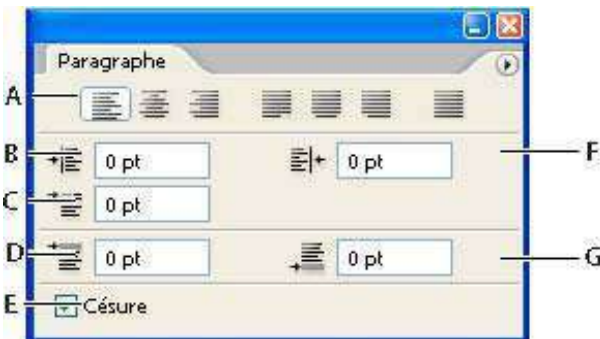 Paragraphe
A
B 0 pt 0 pt F
C 0 pt
D 0 pt 0 pt G
E Césure